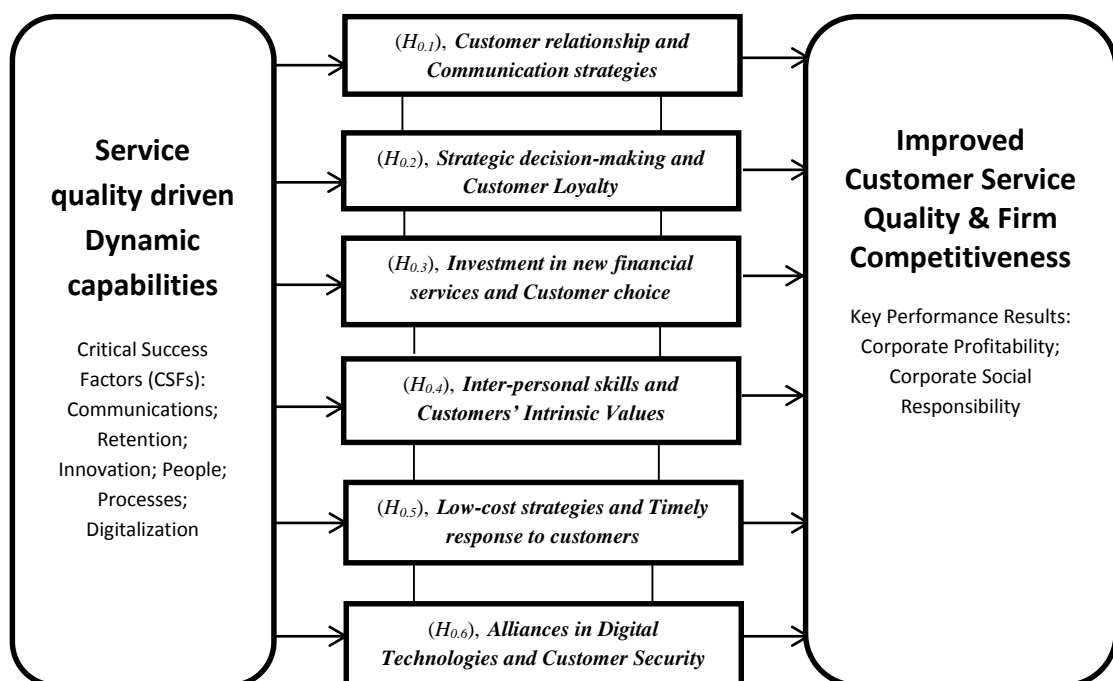 Service
quality driven
Dynamic
capabilities
Critical Success
Factors (CSFs):
Communications;
Retention;
Innovation; People;
Processes;
Digitalization
(H0.1), Customer relationship and
Communication strategies
(H0.2), Strategic decision-making and
Customer Loyalty
(H0.3), Investment in new financial
services and Customer choice
(H0.4), Inter-personal skills and
Customers’ Intrinsic Values
(H0.5), Low-cost strategies and Timely
response to customers
(H0.6), Alliances in Digital
Technologies and Customer Security
Improved
Customer Service
Quality & Firm
Competitiveness
Key Performance Results:
Corporate Profitability;
Corporate Social
Responsibility